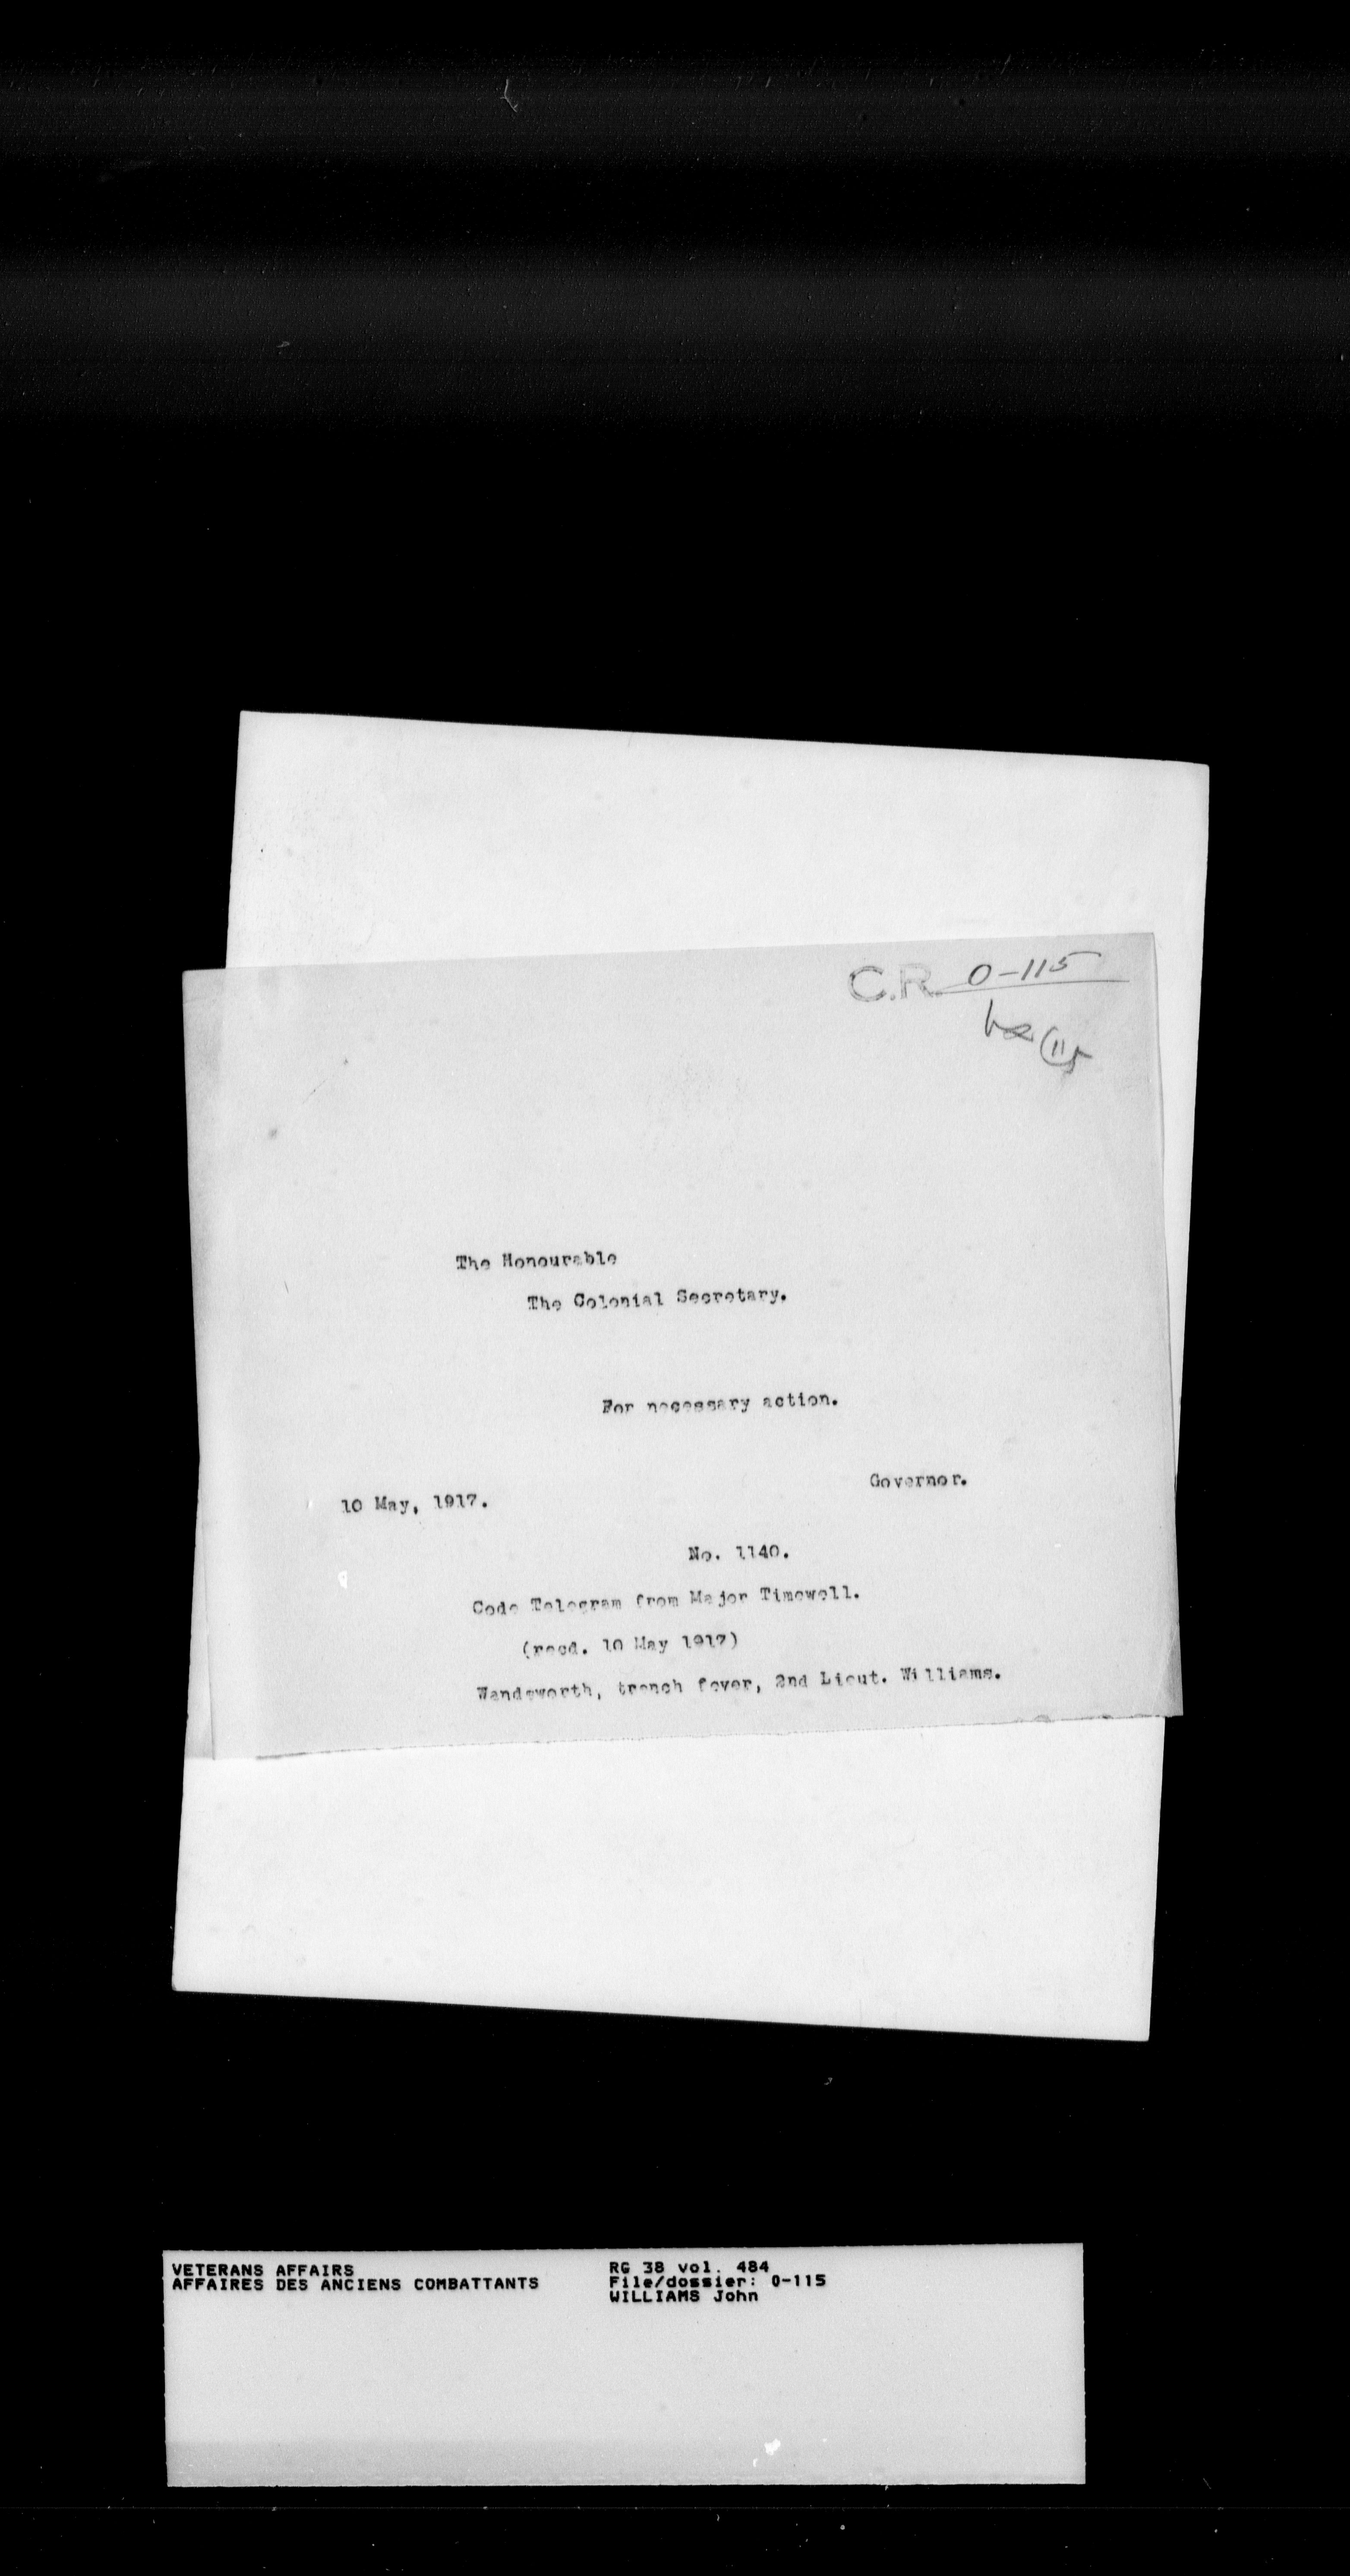 C.R. O-115
The Honourable
The Colonial Secretary.
For necessary action.
Governor.
10 May, 1917.
No. 1140.
Code Telegram from Major Timewell.
(recd. 10 May 1917)
Wandsworth, trench fever, 2nd Lieut. Williams.
VETERANS AFFAIRS RG 38 vol. 484
AFFAIRES DES ANCIENS COMBATTANTS File/dossier: O-115
WILLIAMS John